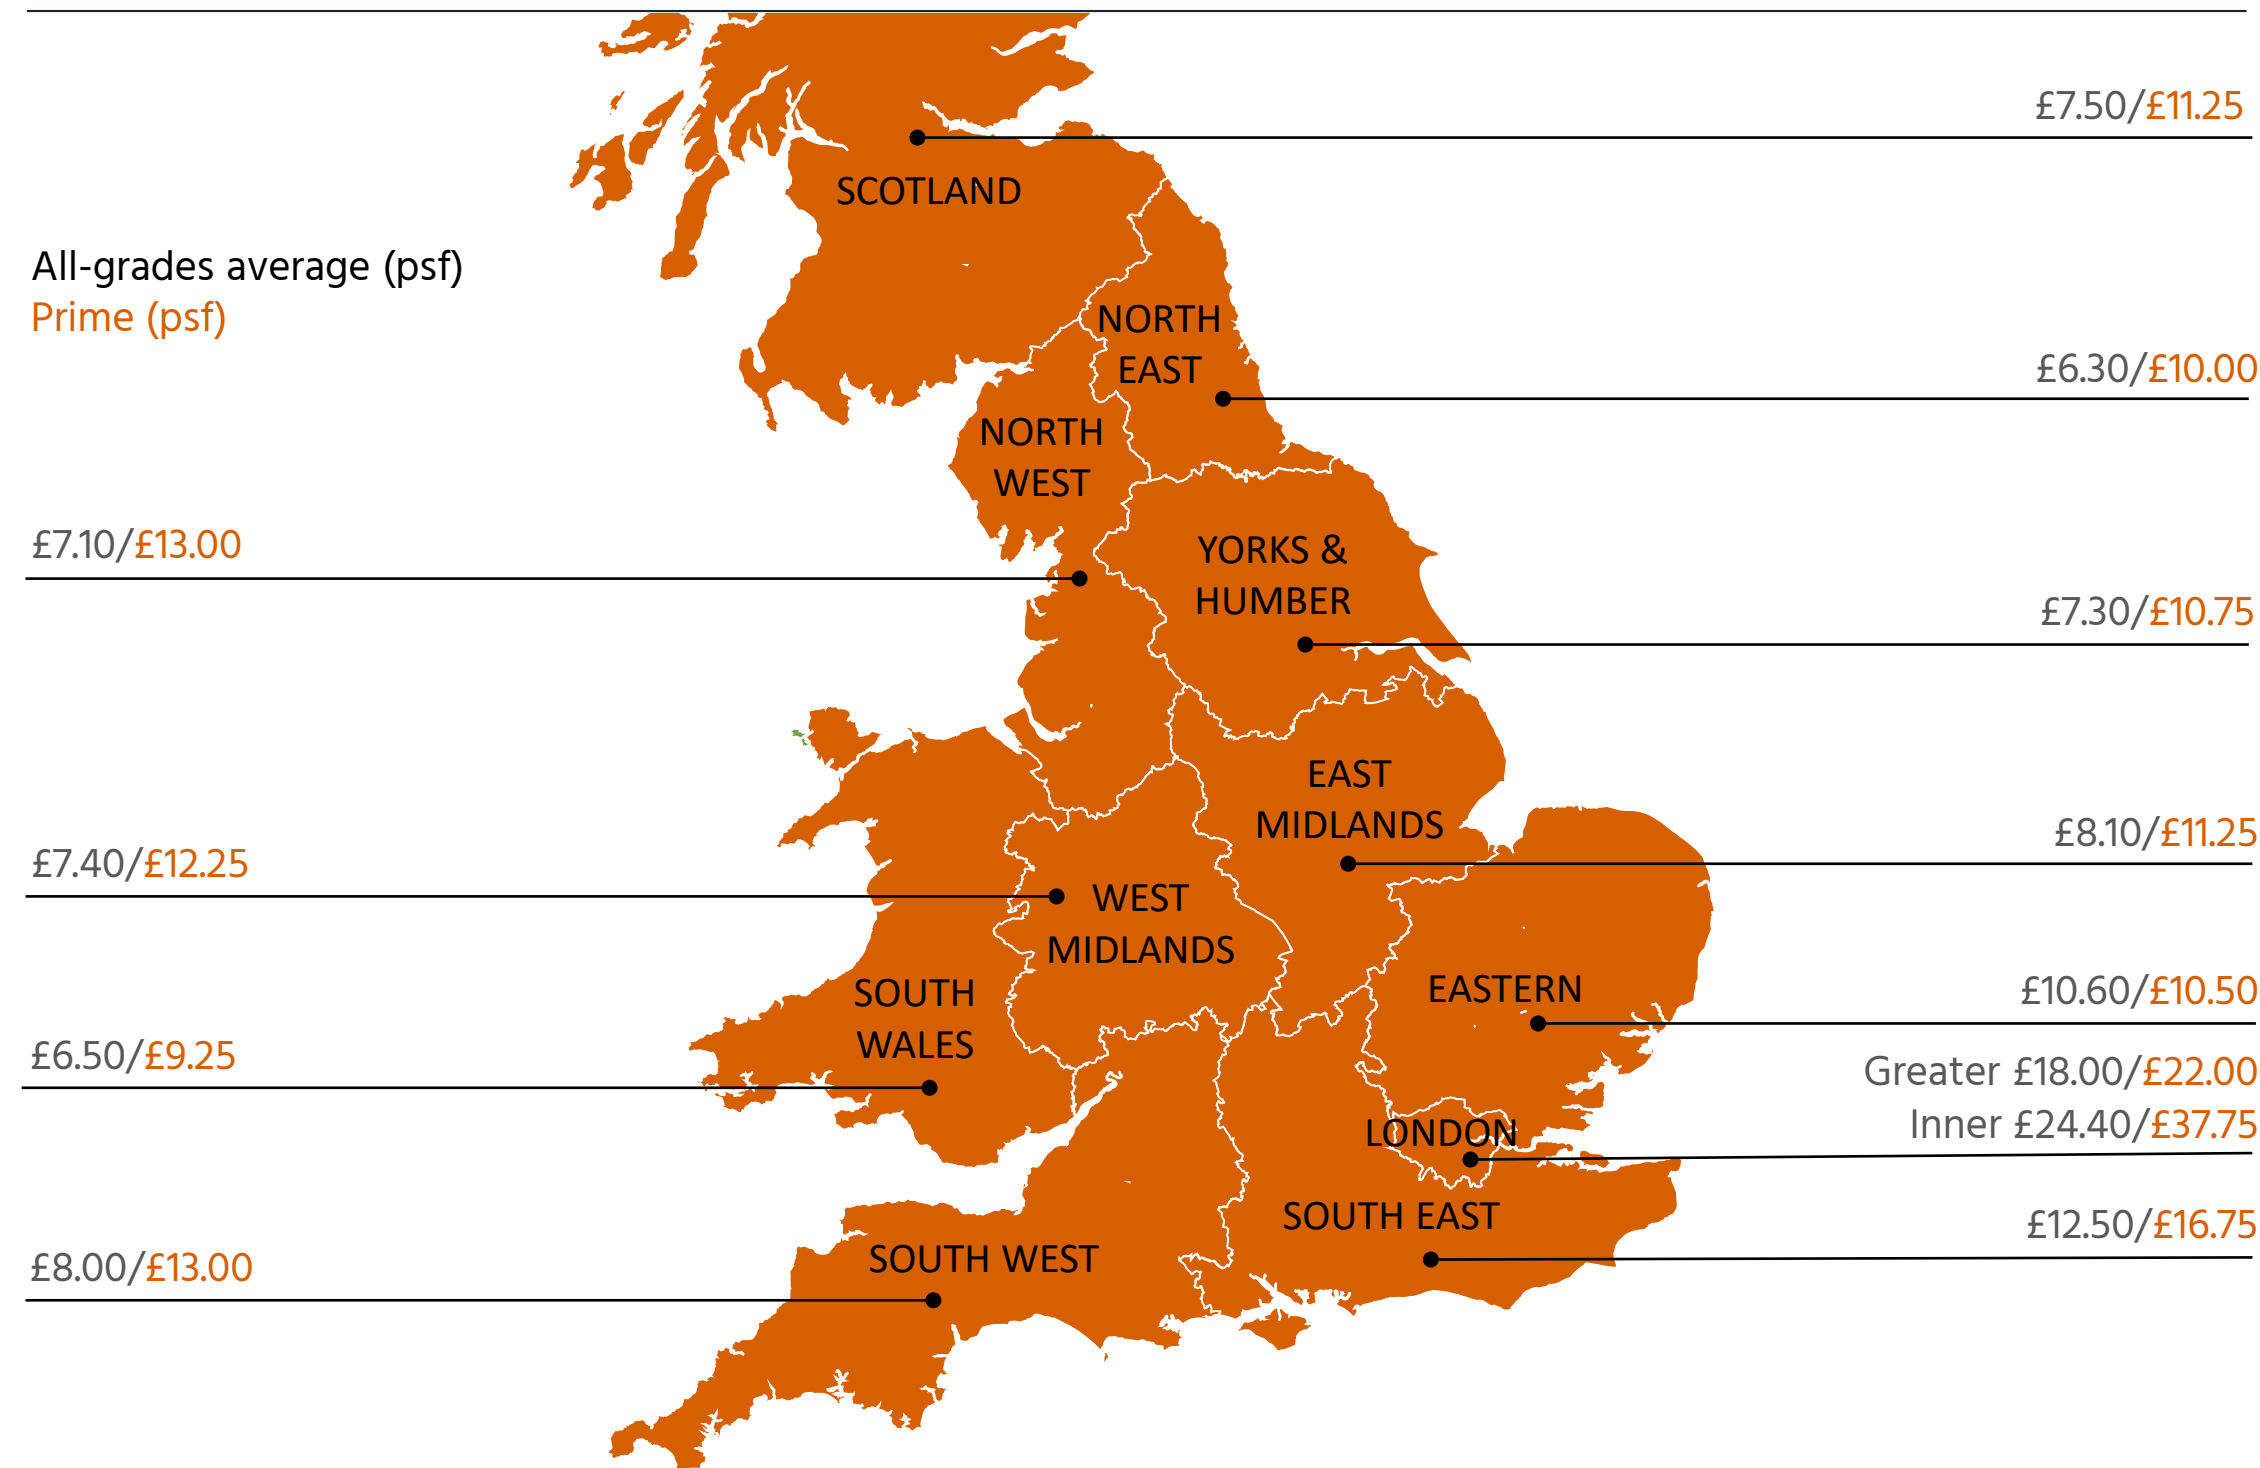 £7.50/£11.25
SCOTLAND
All-grades average (psf)
Prime (psf)
NORTH
EAST
£6.30/£10.00
NORTH
WEST
£7.10/£13.00
YORKS &
HUMBER
£7.30/£10.75
EAST
MIDLANDS
£8.10/£11.25
£7.40/£12.25
WEST
MIDLANDS
EASTERN
£10.60/£10.50
SOUTH
WALES
£6.50/£9.25
Greater £18.00/£22.00
Inner £24.40/£37.75
LONDON
SOUTH EAST
£12.50/£16.75
SOUTH WEST
£8.00/£13.00